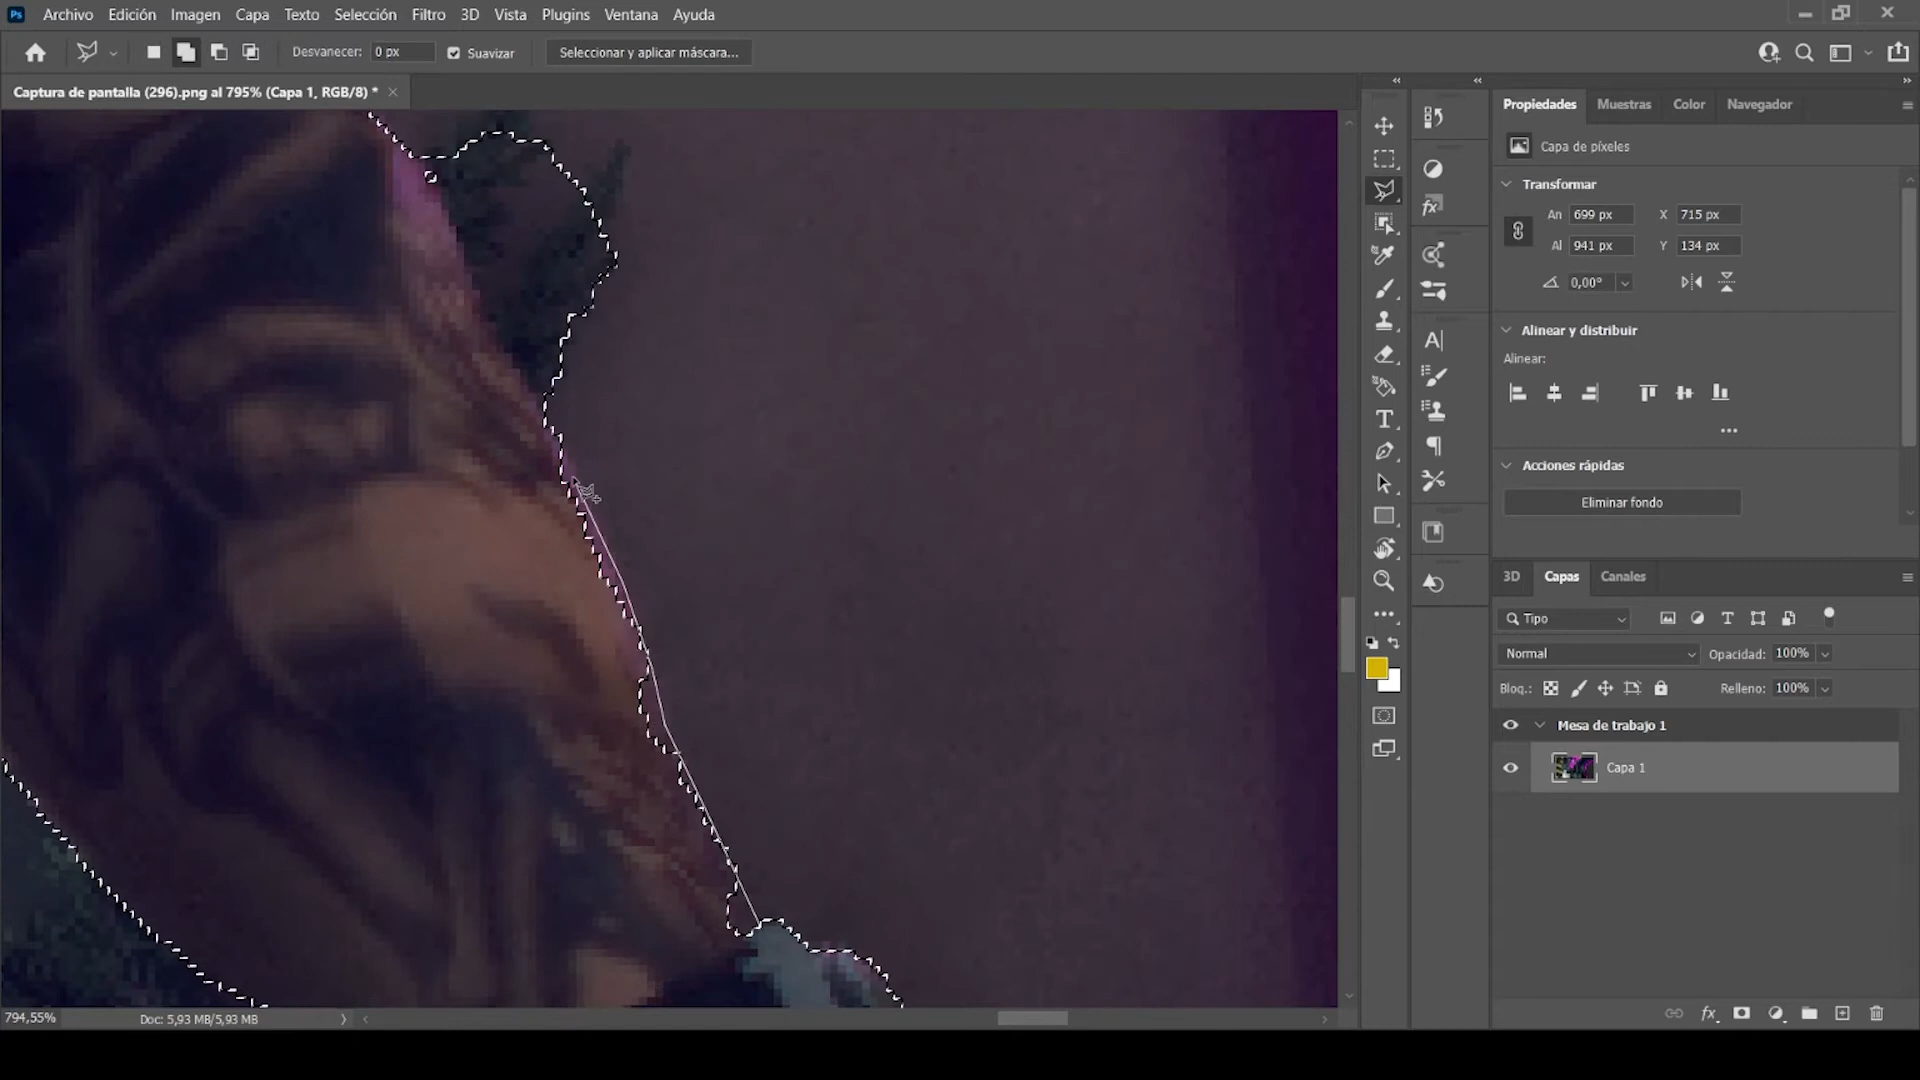 Ps Archivo Edición Imagen Capa Texto Selección Filtro 3D Vista Plugins Ventana Ayuda
Desvanecer: 0 px Suavizar Seleccionar y aplicar máscara...
Captura de pantalla (296).png al 795% (Capa 1, RGB/8) *
Propiedades Muestras Color Navegador
Capa de píxeles
Transformar
An 699 px X 715 px
Al 941 px Y 134 px
0,00°
Alinear y distribuir
Alinear:
Acciones rápidas
Eliminar fondo
3D Capas Canales
Tipo
Normal Opacidad: 100%
Bloq.: Relleno: 100%
Mesa de trabajo 1
Capa 1
794,55% Doc: 5,93 MB/5,93 MB